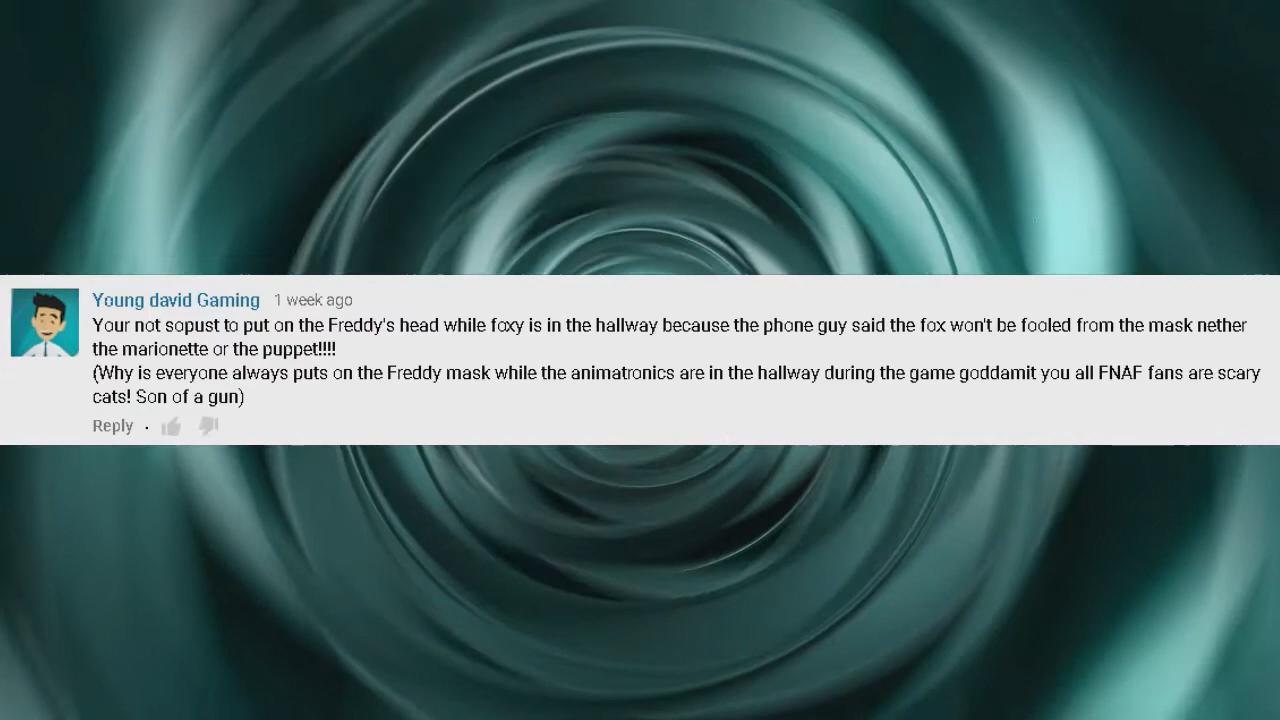 Young david Gaming 1 week ago
Your not sopust to put on the Freddy's head while foxy is in the hallway because the phone guy said the fox won't be fooled from the mask nether
the marionette or the puppet!!!!
(Why is everyone always puts on the Freddy mask while the animatronics are in the hallway during the game goddamit you all FNAF fans are scary
cats! Son of a gun)
Reply ·